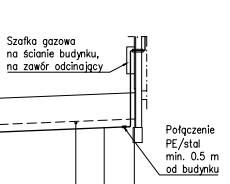 Szafka gazowa
na ścianie budynku,
na zawór odcinający
Połączenie
PE/stal
min. 0.5 m
od budynku